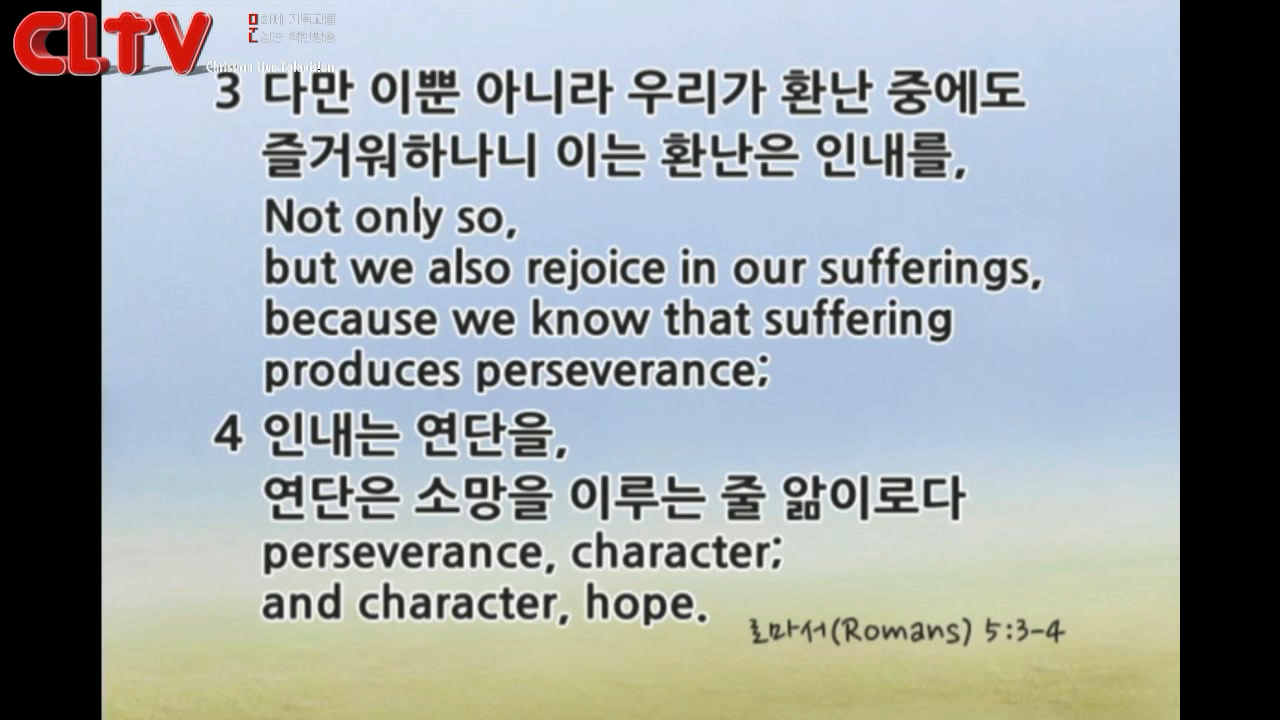 CLTV
Christian Live Television
3 다만 이뿐 아니라 우리가 환난 중에도
즐거워하나니 이는 환난은 인내를,
Not only so,
but we also rejoice in our sufferings,
because we know that suffering
produces perseverance;
4 인내는 연단을,
연단은 소망을 이루는 줄 앎이로다
perseverance, character;
and character, hope.
로마서(Romans) 5:3-4